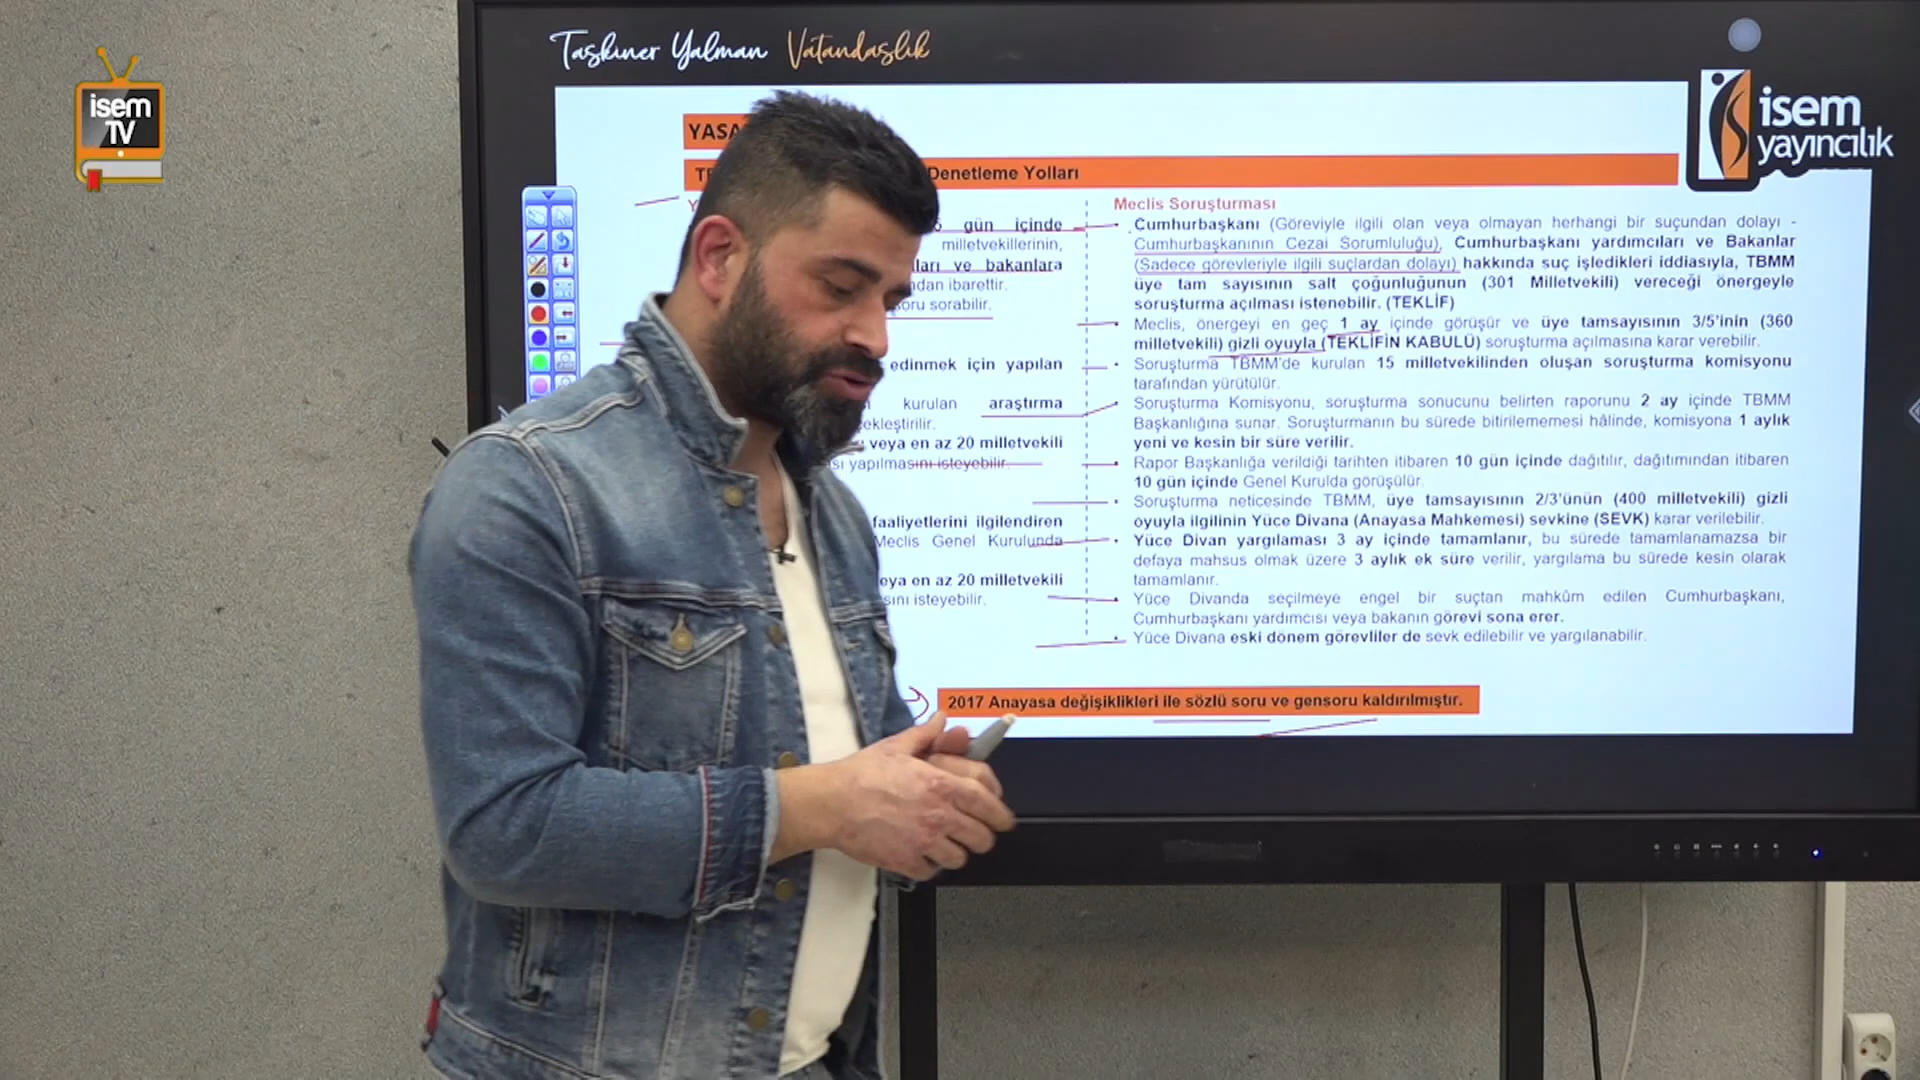 isem
TV
Taşkıner Yalman Vatandaşlık
isem
yayıncılık
YASA
Denetleme Yolları
gün içinde
milletvekillerinin,
ları ve bakanlara
ndan ibarettir.
soru sorabilir.
edinmek için yapılan
kurulan araştırma
çekleştirilir.
veya en az 20 milletvekili
sı yapılmasını isteyebilir.
faaliyetlerini ilgilendiren
Meclis Genel Kurulunda
eya en az 20 milletvekili
sını isteyebilir.
Meclis Soruşturması
• Cumhurbaşkanı (Göreviyle ilgili olan veya olmayan herhangi bir suçundan dolayı -
Cumhurbaşkanının Cezai Sorumluluğu), Cumhurbaşkanı yardımcıları ve Bakanlar
(Sadece görevleriyle ilgili suçlardan dolayı) hakkında suç işledikleri iddiasıyla, TBMM
üye tam sayısının salt çoğunluğunun (301 Milletvekili) vereceği önergeyle
soruşturma açılması istenebilir. (TEKLİF)
• Meclis, önergeyi en geç 1 ay içinde görüşür ve üye tamsayısının 3/5'inin (360
milletvekili) gizli oyuyla (TEKLİFİN KABULÜ) soruşturma açılmasına karar verebilir.
• Soruşturma TBMM'de kurulan 15 milletvekilinden oluşan soruşturma komisyonu
tarafından yürütülür.
• Soruşturma Komisyonu, soruşturma sonucunu belirten raporunu 2 ay içinde TBMM
Başkanlığına sunar. Soruşturmanın bu sürede bitirilememesi hâlinde, komisyona 1 aylık
yeni ve kesin bir süre verilir.
• Rapor Başkanlığa verildiği tarihten itibaren 10 gün içinde dağıtılır, dağıtımından itibaren
10 gün içinde Genel Kurulda görüşülür.
• Soruşturma neticesinde TBMM, üye tamsayısının 2/3'ünün (400 milletvekili) gizli
oyuyla ilgilinin Yüce Divana (Anayasa Mahkemesi) sevkine (SEVK) karar verilebilir.
• Yüce Divan yargılaması 3 ay içinde tamamlanır, bu sürede tamamlanamazsa bir
defaya mahsus olmak üzere 3 aylık ek süre verilir, yargılama bu sürede kesin olarak
tamamlanır.
• Yüce Divanda seçilmeye engel bir suçtan mahkûm edilen Cumhurbaşkanı,
Cumhurbaşkanı yardımcısı veya bakanın görevi sona erer.
• Yüce Divana eski dönem görevliler de sevk edilebilir ve yargılanabilir.
2017 Anayasa değişiklikleri ile sözlü soru ve gensoru kaldırılmıştır.